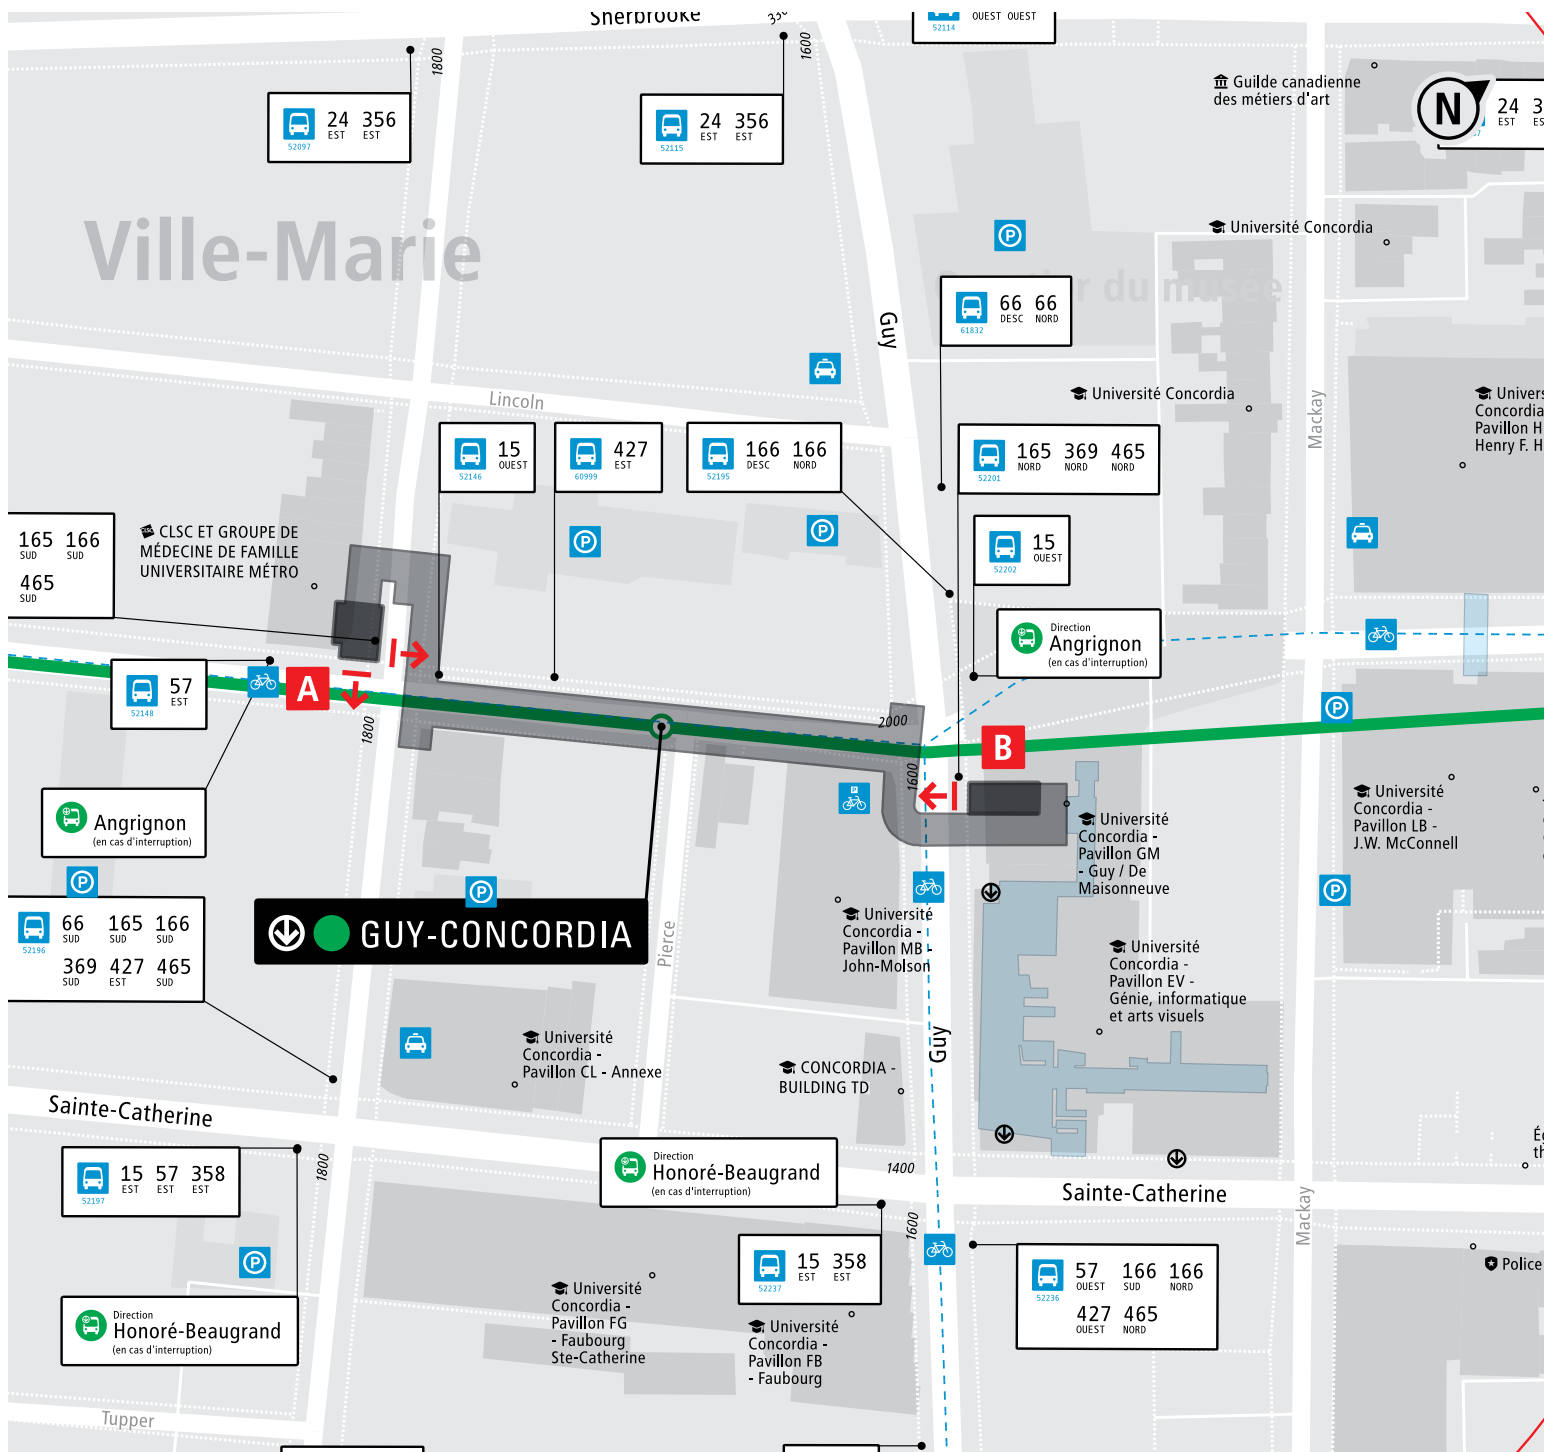 Sherbrooke
1800
1600
52114
OUEST OUEST
Guilde canadienne
des métiers d'art
N
24
EST
24 356
EST EST
52097
24 356
EST EST
52115
Ville-Marie
Université Concordia
du musée
66 66
DESC NORD
61832
Guy
Lincoln
Université Concordia
Mackay
Concordia
Pavillon H
Henry F. H
15
OUEST
52146
427
EST
60999
166 166
DESC NORD
52195
165 369 465
NORD NORD NORD
52201
165 166
SUD SUD
465
SUD
CLSC ET GROUPE DE
MÉDECINE DE FAMILLE
UNIVERSITAIRE MÉTRO
15
OUEST
52202
Direction
Angrignon
(en cas d'interruption)
57
EST
52148
A
1800
2000
1600
B
P
Angrignon
(en cas d'interruption)
Université
Concordia -
Pavillon GM
- Guy / De
Maisonneuve
Université
Concordia -
Pavillon LB -
J.W. McConnell
66 165 166
SUD SUD SUD
52196
369 427 465
SUD EST SUD
GUY-CONCORDIA
Pierce
Université
Concordia -
Pavillon MB -
John-Molson
Université
Concordia -
Pavillon EV -
Génie, informatique
et arts visuels
Université
Concordia -
Pavillon CL - Annexe
CONCORDIA -
BUILDING TD
Guy
Sainte-Catherine
15 57 358
EST EST EST
52197
1800
Direction
Honoré-Beaugrand
(en cas d'interruption)
1400
Sainte-Catherine
Mackay
1600
15 358
EST EST
52237
57 166 166
OUEST SUD NORD
52236
427 465
OUEST NORD
Police
Direction
Honoré-Beaugrand
(en cas d'interruption)
Université
Concordia -
Pavillon FG
- Faubourg
Ste-Catherine
Université
Concordia -
Pavillon FB
- Faubourg
Tupper